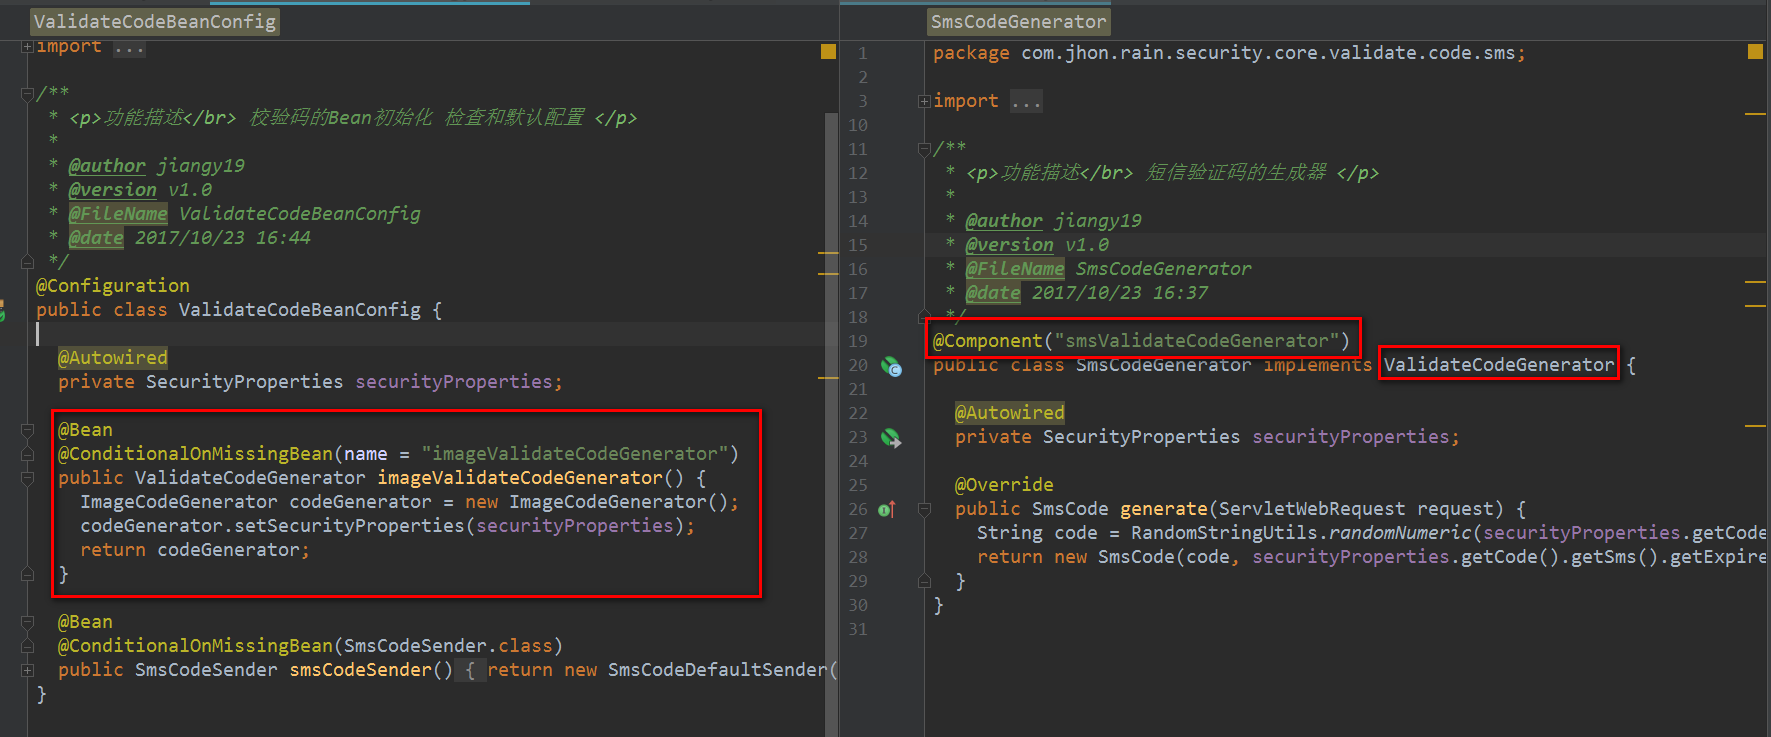 ValidateCodeBeanConfig
import ...
/**
 * <p>功能描述</br> 校验码的Bean初始化 检查和默认配置 </p>
 *
 * @author jiangy19
 * @version v1.0
 * @FileName ValidateCodeBeanConfig
 * @date 2017/10/23 16:44
 */
@Configuration
public class ValidateCodeBeanConfig {
  @Autowired
  private SecurityProperties securityProperties;
  @Bean
  @ConditionalOnMissingBean(name = "imageValidateCodeGenerator")
  public ValidateCodeGenerator imageValidateCodeGenerator() {
    ImageCodeGenerator codeGenerator = new ImageCodeGenerator();
    codeGenerator.setSecurityProperties(securityProperties);
    return codeGenerator;
  }
  @Bean
  @ConditionalOnMissingBean(SmsCodeSender.class)
  public SmsCodeSender smsCodeSender() { return new SmsCodeDefaultSender(
}
SmsCodeGenerator
1 package com.jhon.rain.security.core.validate.code.sms;
2
3 import ...
10
11 /**
12  * <p>功能描述</br> 短信验证码的生成器 </p>
13  *
14  * @author jiangy19
15  * @version v1.0
16  * @FileName SmsCodeGenerator
17  * @date 2017/10/23 16:37
18  */
19 @Component("smsValidateCodeGenerator")
20 public class SmsCodeGenerator implements ValidateCodeGenerator {
21
22   @Autowired
23   private SecurityProperties securityProperties;
24
25   @Override
26   public SmsCode generate(ServletWebRequest request) {
27     String code = RandomStringUtils.randomNumeric(securityProperties.getCode
28     return new SmsCode(code, securityProperties.getCode().getSms().getExpire
29   }
30 }
31